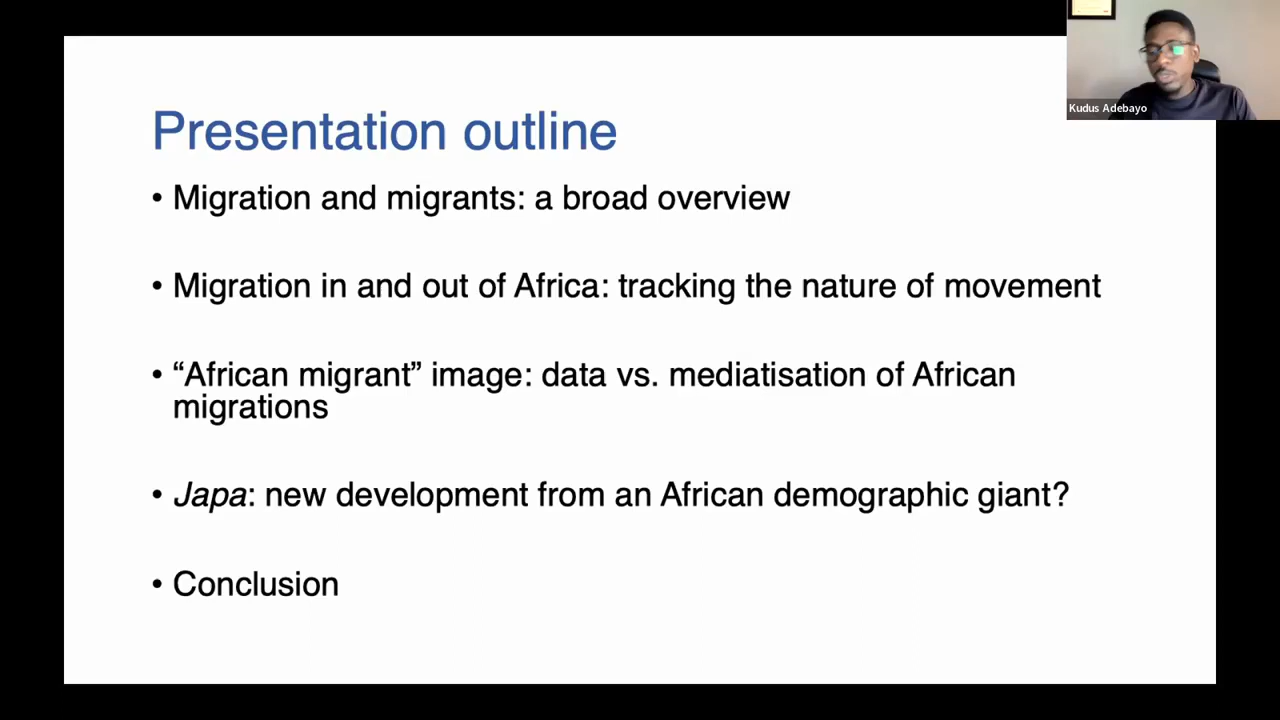 Kudus Adebayo
Presentation outline
• Migration and migrants: a broad overview
• Migration in and out of Africa: tracking the nature of movement
• “African migrant” image: data vs. mediatisation of African
migrations
• Japa: new development from an African demographic giant?
• Conclusion